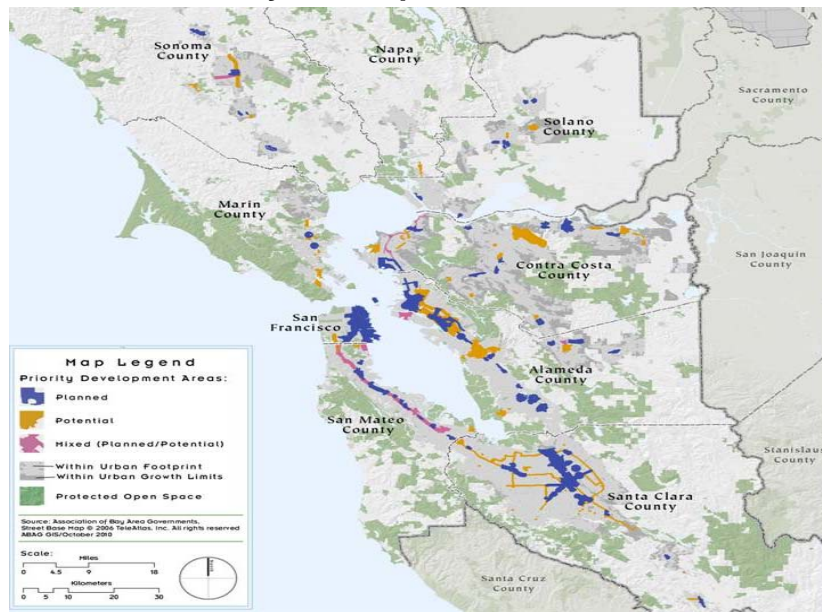 Sonoma
County
Napa
County
Sacramento
County
Solano
County
Marin
County
San Joaquin
County
Contra Costa
County
San
Francisco
Alameda
County
San Mateo
County
Stanislaus
County
Santa Clara
County
Santa Cruz
County
Map Legend
Priority Development Areas:
Planned
Potential
Mixed (Planned/Potential)
Within Urban Footprint
Within Urban Growth Limits
Protected Open Space
Source: Association of Bay Area Governments,
Street Base Map © 2006 TeleAtlas, Inc. All rights reserved
ABAG GIS/October 2010
Scale:
Miles
0 4.5 9 18
Kilometers
0 5 10 20 30